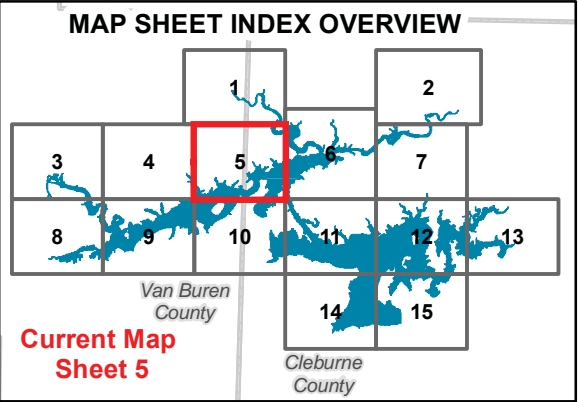 MAP SHEET INDEX OVERVIEW
1
2
3
4
5
6
7
8
9
10
11
12
13
Van Buren
County
14
15
Current Map
Sheet 5
Cleburne
County